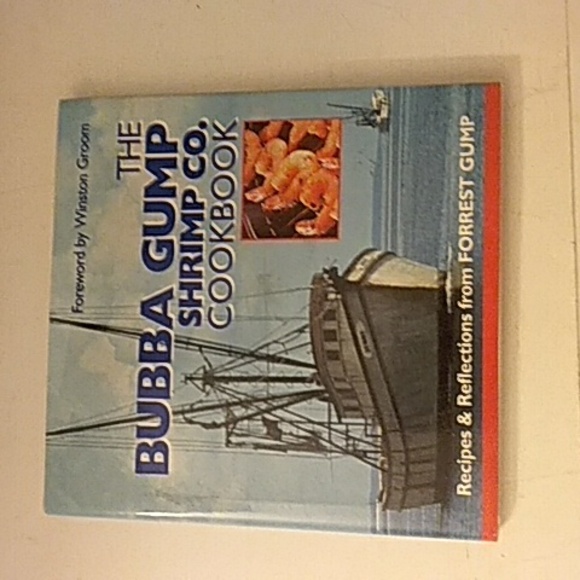 Foreword by Winston Groom
THE
BUBBA GUMP
SHRIMP CO.
COOKBOOK
Recipes & Reflections from FORREST GUMP